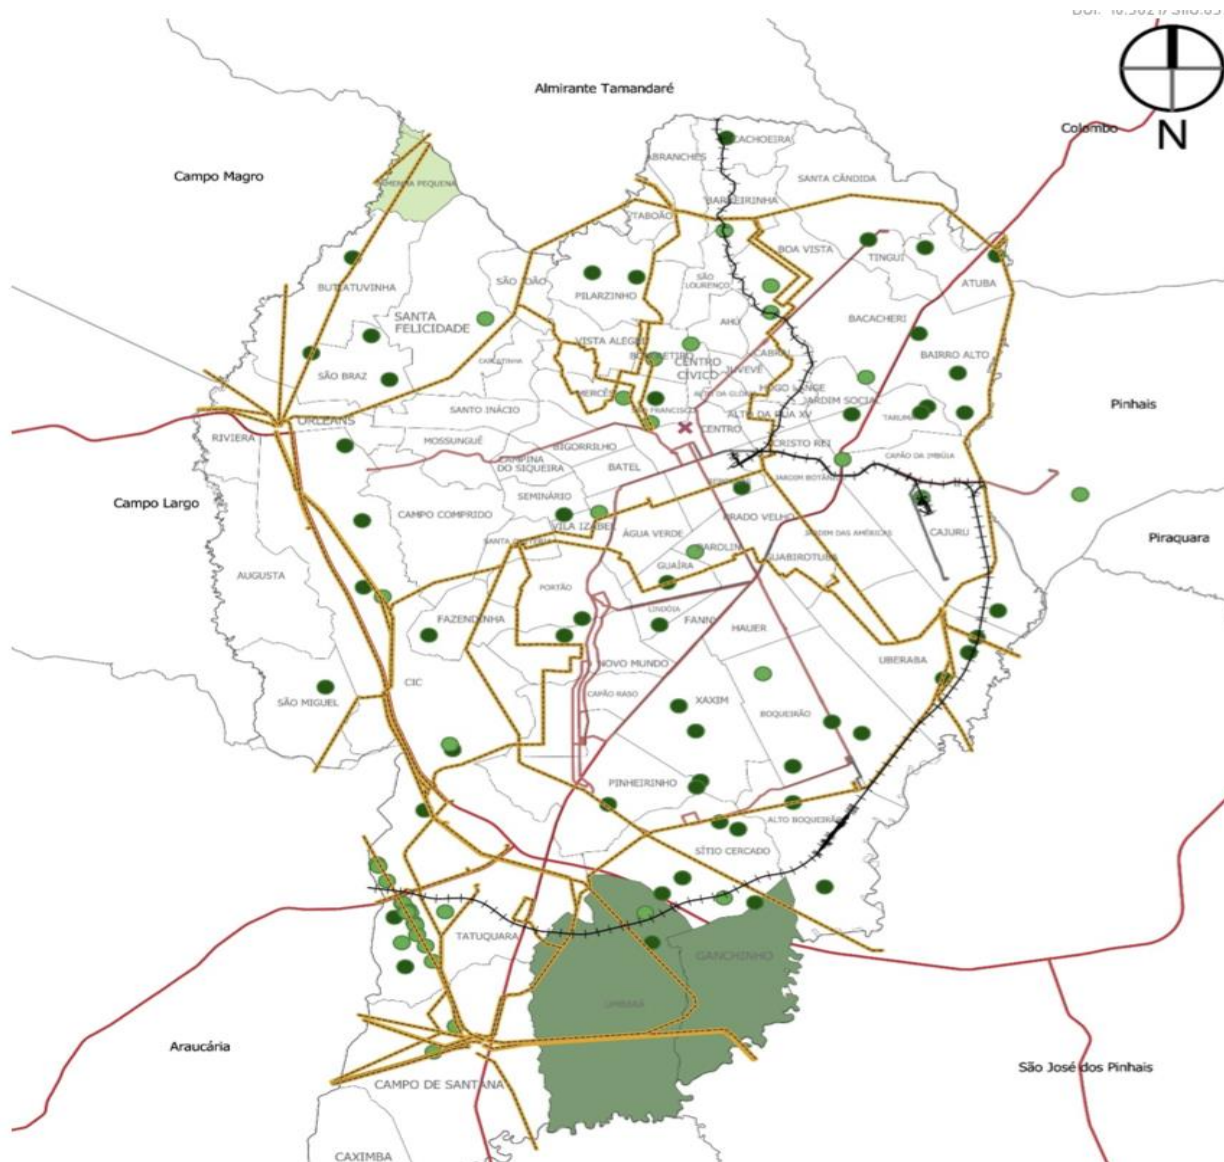 Almirante Tamandaré
Colombo
N
Campo Magro
CACHOEIRA
ABRANCHES
SANTA CÂNDIDA
LAMENHA PEQUENA
BARREIRINHA
TABOÃO
BOA VISTA
TINGUI
BUTIATUVINHA
SÃO JOÃO
SÃO
LOURENÇO
ATUBA
PILARZINHO
SANTA
FELICIDADE
AHÚ
BACACHERI
VISTA ALEGRE
CABRAL
BAIRRO ALTO
CENTRO
CÍVICO
JUVEVÊ
SÃO BRAZ
HUGO LANGE
MERCÊS
ALTO DA GLÓRIA
JARDIM SOCIAL
Pinhais
SANTO INÁCIO
SÃO FRANCISCO
ALTO DA RUA XV
TARUMÃ
ORLEANS
CENTRO
RIVIERA
MOSSUNGUÊ
BIGORRILHO
CRISTO REI
CAPÃO DA IMBÚIA
CAMPINA
DO SIQUEIRA
BATEL
SEMINÁRIO
Campo Largo
CAMPO COMPRIDO
VILA IZABEL
PRADO VELHO
ÁGUA VERDE
JARDIM DAS AMÉRICAS
CAJURU
Piraquara
GUABIROTUBA
GUAÍRA
AUGUSTA
PORTÃO
LINDÓIA
FAZENDINHA
FANNY
HAUER
NOVO MUNDO
UBERABA
CIC
CAPÃO RASO
SÃO MIGUEL
XAXIM
BOQUEIRÃO
PINHEIRINHO
ALTO BOQUEIRÃO
SÍTIO CERCADO
TATUQUARA
GANCHINHO
UMBARÁ
Araucária
São José dos Pinhais
CAMPO DE SANTANA
CAXIMBA